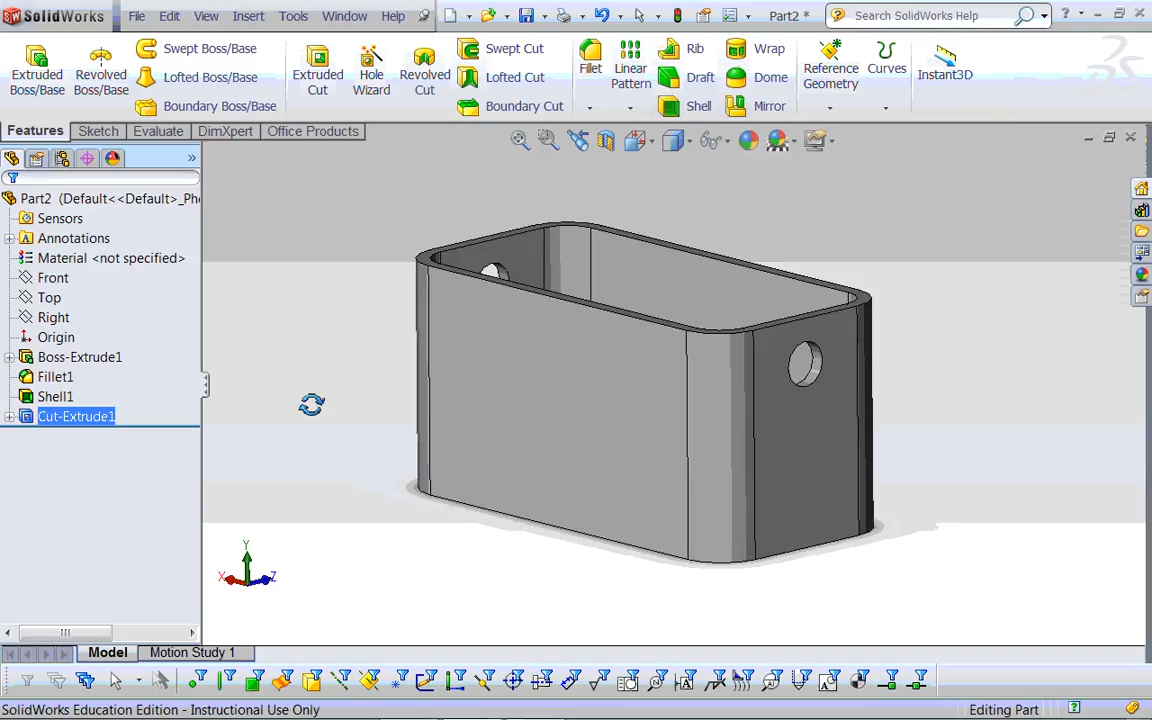 SolidWorks File Edit View Insert Tools Window Help Part2 * Search SolidWorks Help
Extruded Boss/Base
Revolved Boss/Base
Swept Boss/Base
Lofted Boss/Base
Boundary Boss/Base
Extruded Cut
Hole Wizard
Revolved Cut
Swept Cut
Lofted Cut
Boundary Cut
Fillet
Linear Pattern
Rib
Draft
Shell
Wrap
Dome
Mirror
Reference Geometry
Curves
Instant3D
Features Sketch Evaluate DimXpert Office Products
Part2 (Default<<Default>_Pho
Sensors
Annotations
Material <not specified>
Front
Top
Right
Origin
Boss-Extrude1
Fillet1
Shell1
Cut-Extrude1
Y
X Z
Model Motion Study 1
SolidWorks Education Edition - Instructional Use Only Editing Part